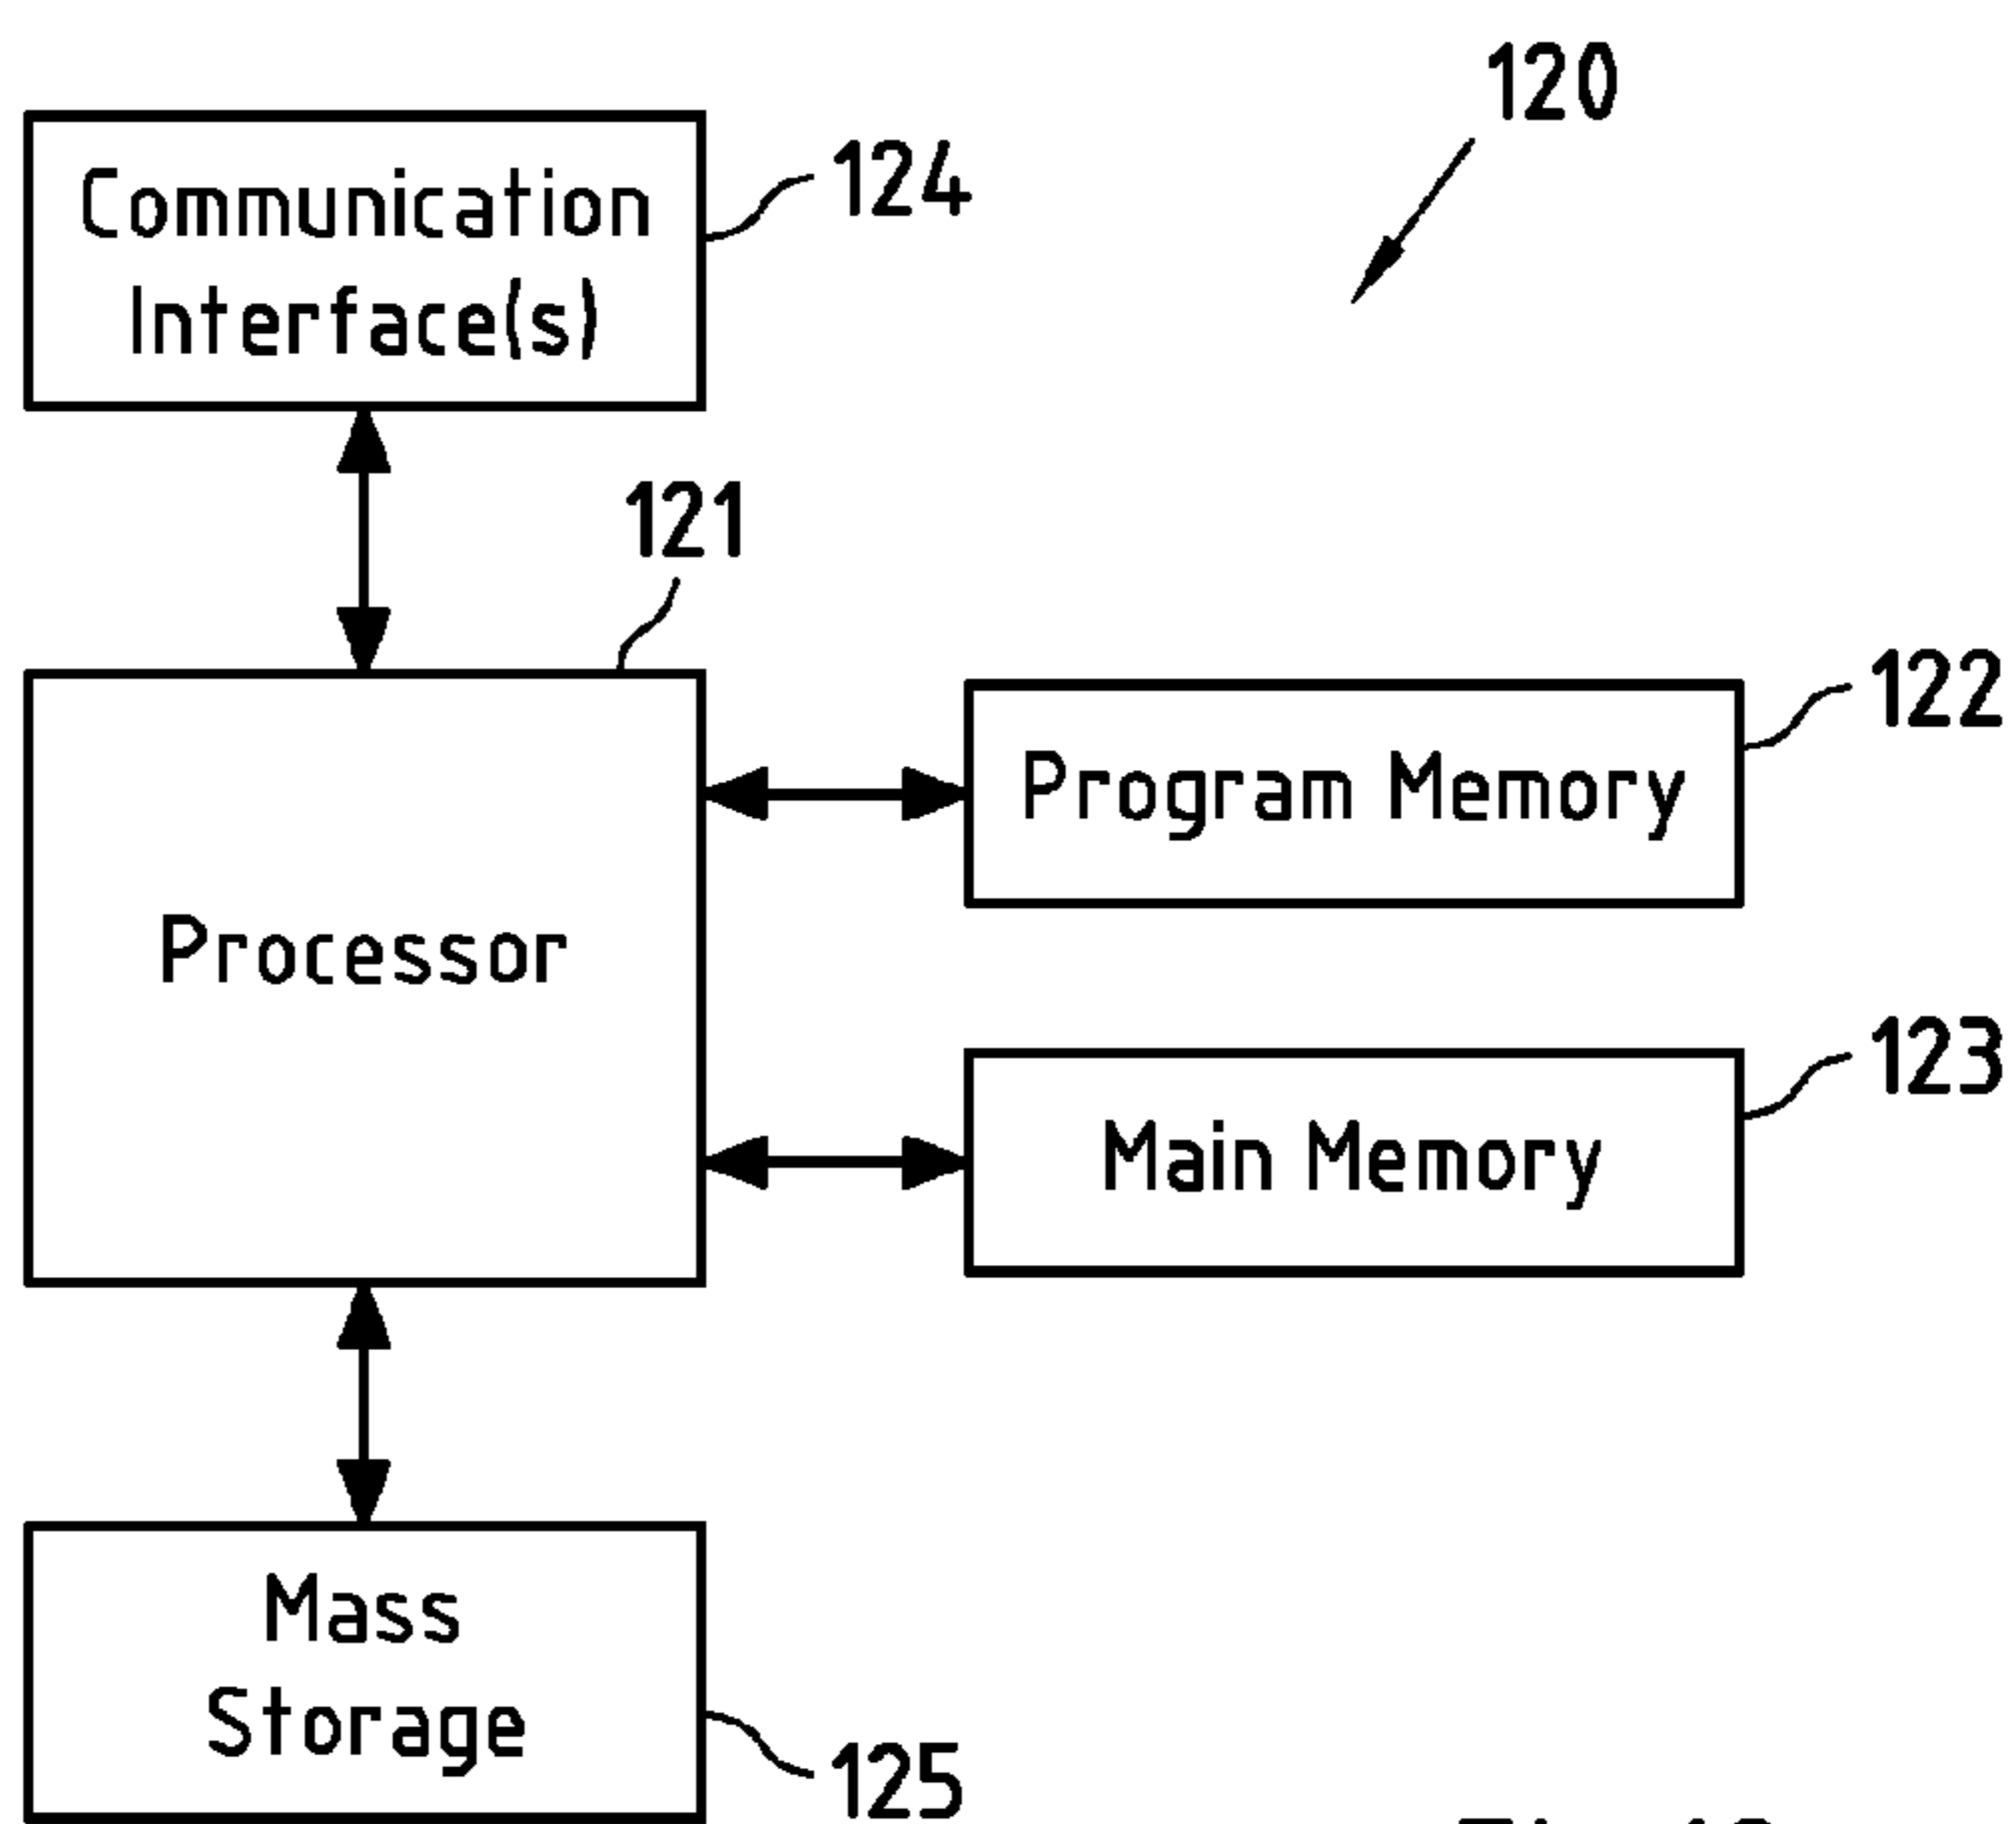 120
Communication
Interface(s)
124
121
Processor
Program Memory
122
Main Memory
123
Mass
Storage
125